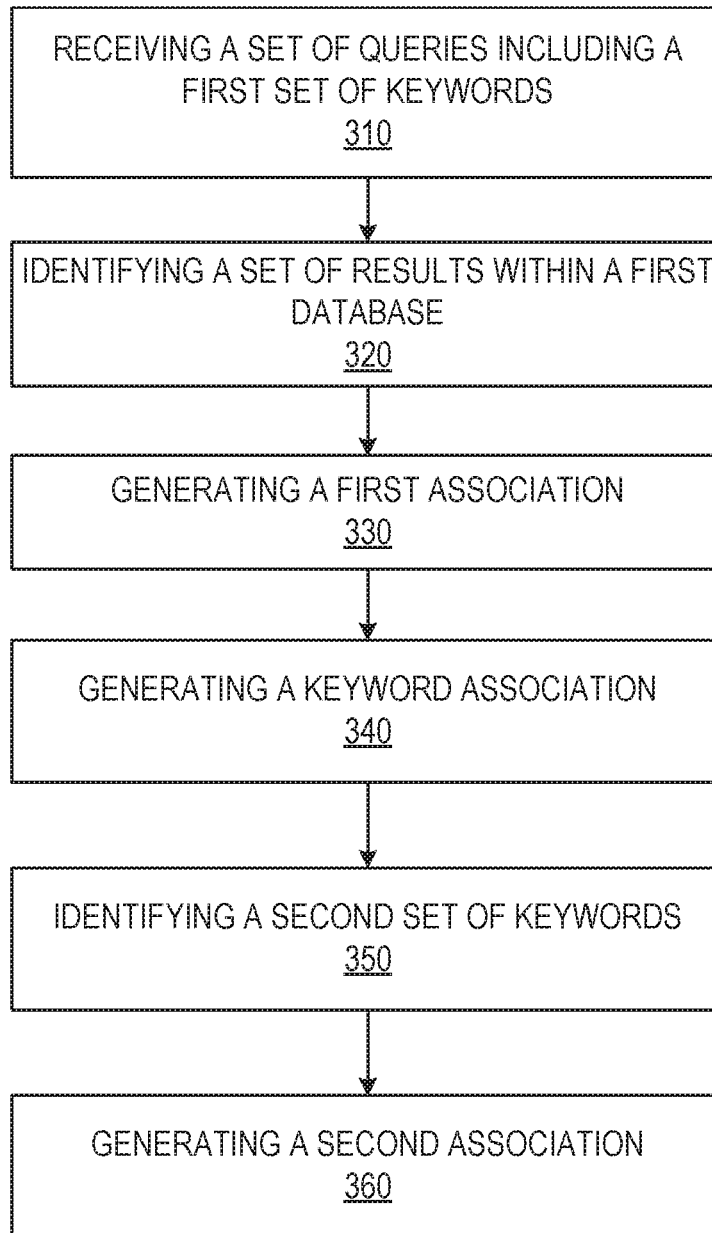 RECEIVING A SET OF QUERIES INCLUDING A
FIRST SET OF KEYWORDS
310
IDENTIFYING A SET OF RESULTS WITHIN A FIRST
DATABASE
320
GENERATING A FIRST ASSOCIATION
330
GENERATING A KEYWORD ASSOCIATION
340
IDENTIFYING A SECOND SET OF KEYWORDS
350
GENERATING A SECOND ASSOCIATION
360